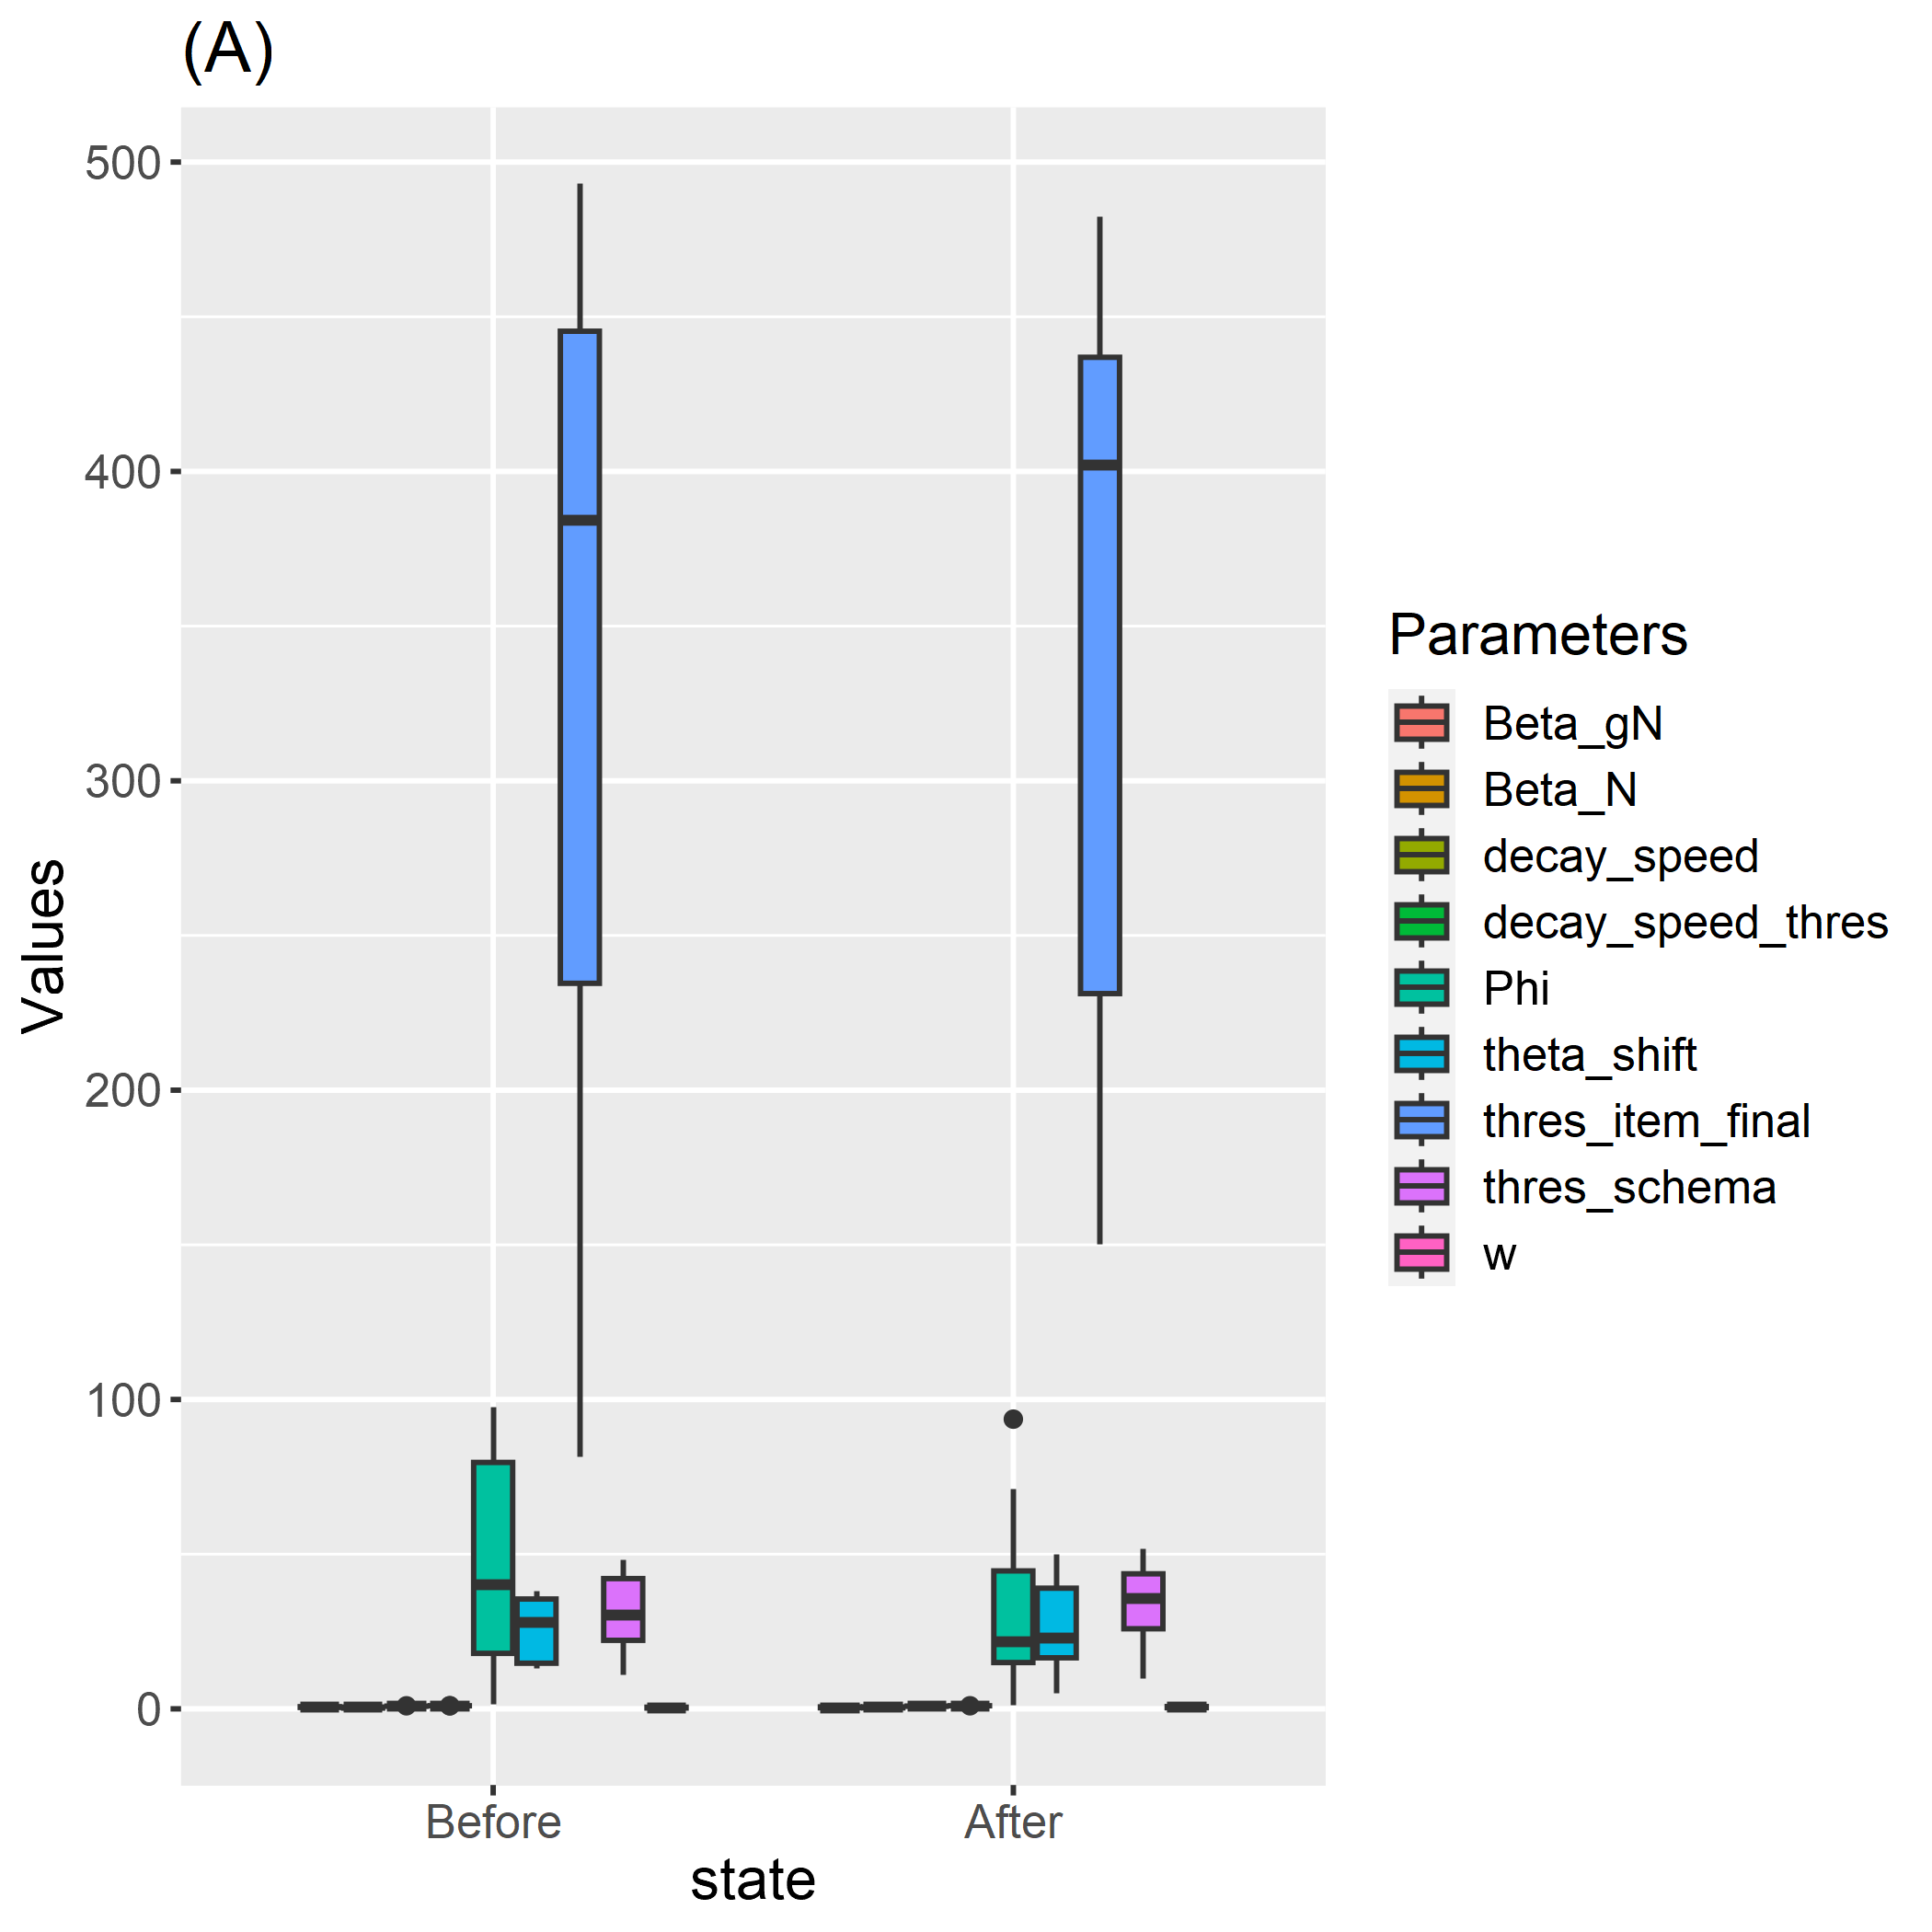 (A)
500
400
300
200
100
0
Values
Before
After
state
Parameters
Beta_gN
Beta_N
decay_speed
decay_speed_thres
Phi
theta_shift
thres_item_final
thres_schema
w